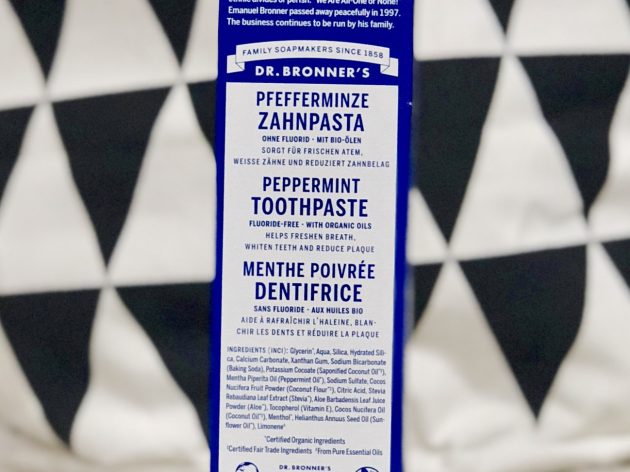 "We Are All-One or None!"
Emanuel Bronner passed away peacefully in 1997.
The business continues to be run by his family.
FAMILY SOAPMAKERS SINCE 1858
DR. BRONNER'S
PFEFFERMINZE
ZAHNPASTA
OHNE FLUORID · MIT BIO-ÖLEN
SORGT FÜR FRISCHEN ATEM,
WEISSE ZÄHNE UND REDUZIERT ZAHNBELAG
PEPPERMINT
TOOTHPASTE
FLUORIDE-FREE · WITH ORGANIC OILS
HELPS FRESHEN BREATH,
WHITEN TEETH AND REDUCE PLAQUE
MENTHE POIVRÉE
DENTIFRICE
SANS FLUORIDE · AUX HUILES BIO
AIDE À RAFRAÎCHIR L'HALEINE, BLAN-
CHIR LES DENTS ET RÉDUIRE LA PLAQUE
INGREDIENTS (INCI): Glycerin*, Aqua, Silica, Hydrated Sili-
ca, Calcium Carbonate, Xanthan Gum, Sodium Bicarbonate
(Baking Soda), Potassium Cocoate (Saponified Coconut Oil*†),
Mentha Piperita Oil (Peppermint Oil*), Sodium Sulfate, Cocos
Nucifera Fruit Powder (Coconut Flour*†), Citric Acid, Stevia
Rebaudiana Leaf Extract (Stevia*), Aloe Barbadensis Leaf Juice
Powder (Aloe*), Tocopherol (Vitamin E), Cocos Nucifera Oil
(Coconut Oil*†), Menthol*, Helianthus Annuus Seed Oil (Sun-
flower Oil*), Limonene‡
*Certified Organic Ingredients
†Certified Fair Trade Ingredients ‡From Pure Essential Oils
DR. BRONNER'S